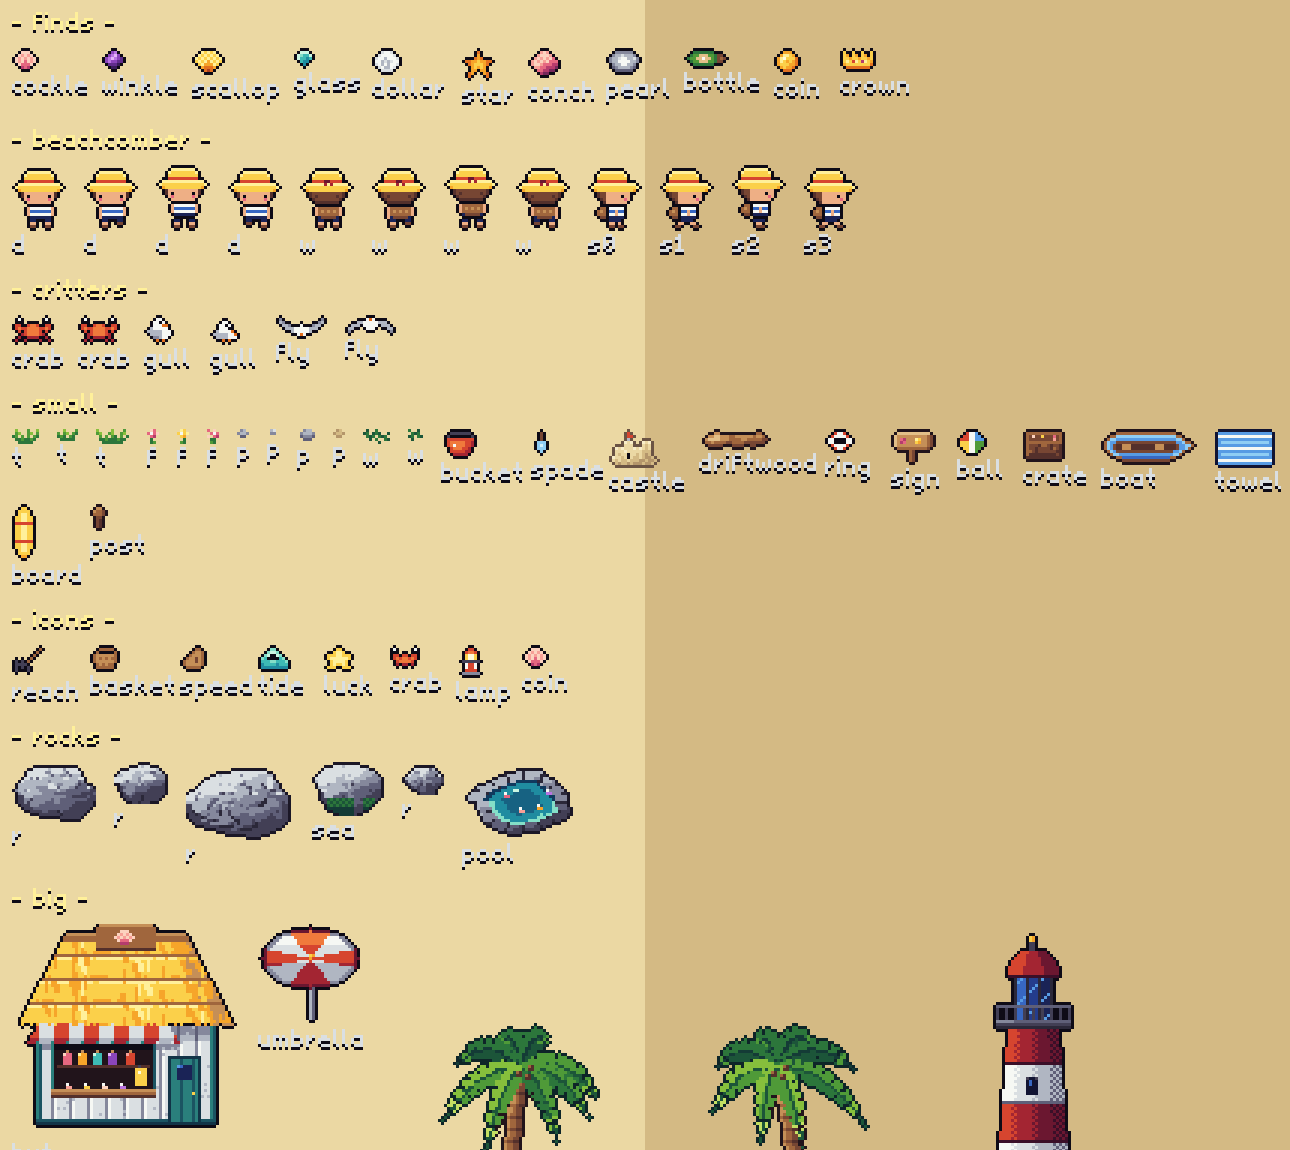 - finds -
cockle winkle scallop glass dollar star conch pearl bottle coin crown
- beachcomber -
d d d d w w w w s0 s1 s2 s3
- critters -
crab crab gull gull fly fly
- small -
t t t f f f p p p p w w bucket spade castle driftwood ring sign ball crate boat towel
board post
- icons -
reach basket speed tide luck crab lamp coin
- rocks -
r r r sea r pool
- big -
umbrella